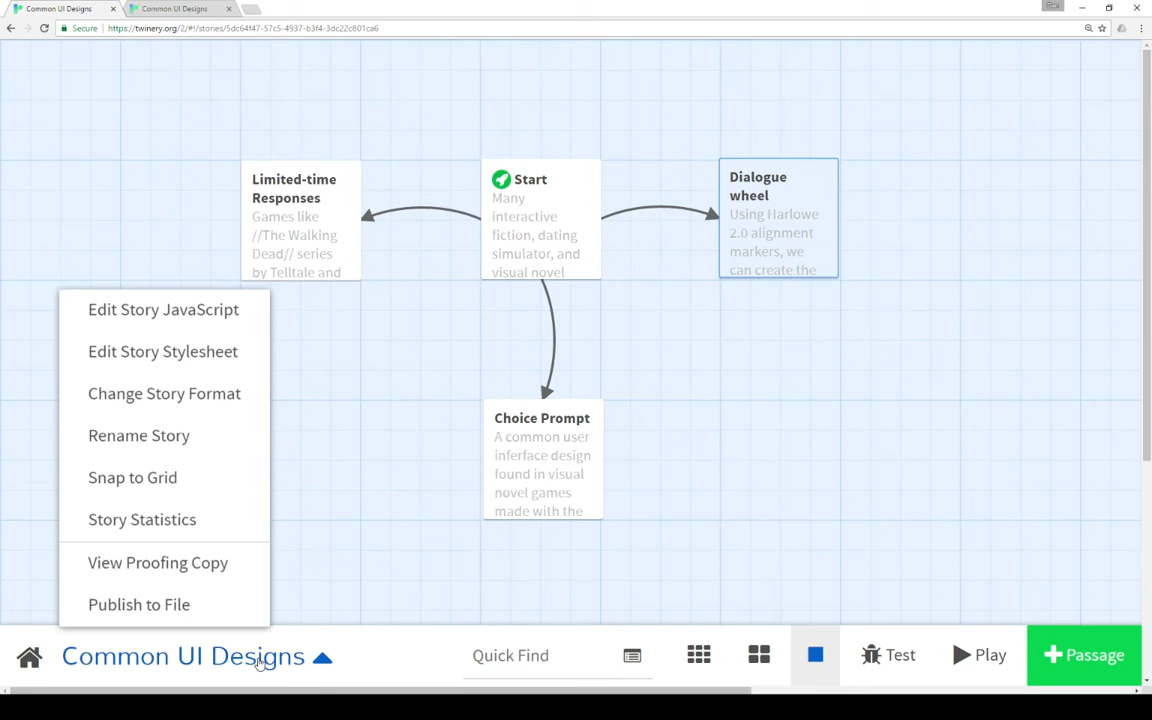 Common UI Designs
Common UI Designs
Secure
https://twinery.org/2/#!/stories/5dc64f47-57c5-4937-b3f4-3dc22c801ca6
Limited-time
Responses
Games like
//The Walking
Dead// series
by Telltale and
Start
Many
interactive
fiction, dating
simulator, and
visual novel
Dialogue
wheel
Using Harlowe
2.0 alignment
markers, we
can create the
Choice Prompt
A common user
inferface design
found in visual
novel games
made with the
Edit Story JavaScript
Edit Story Stylesheet
Change Story Format
Rename Story
Snap to Grid
Story Statistics
View Proofing Copy
Publish to File
Common UI Designs
Quick Find
Test
Play
Passage